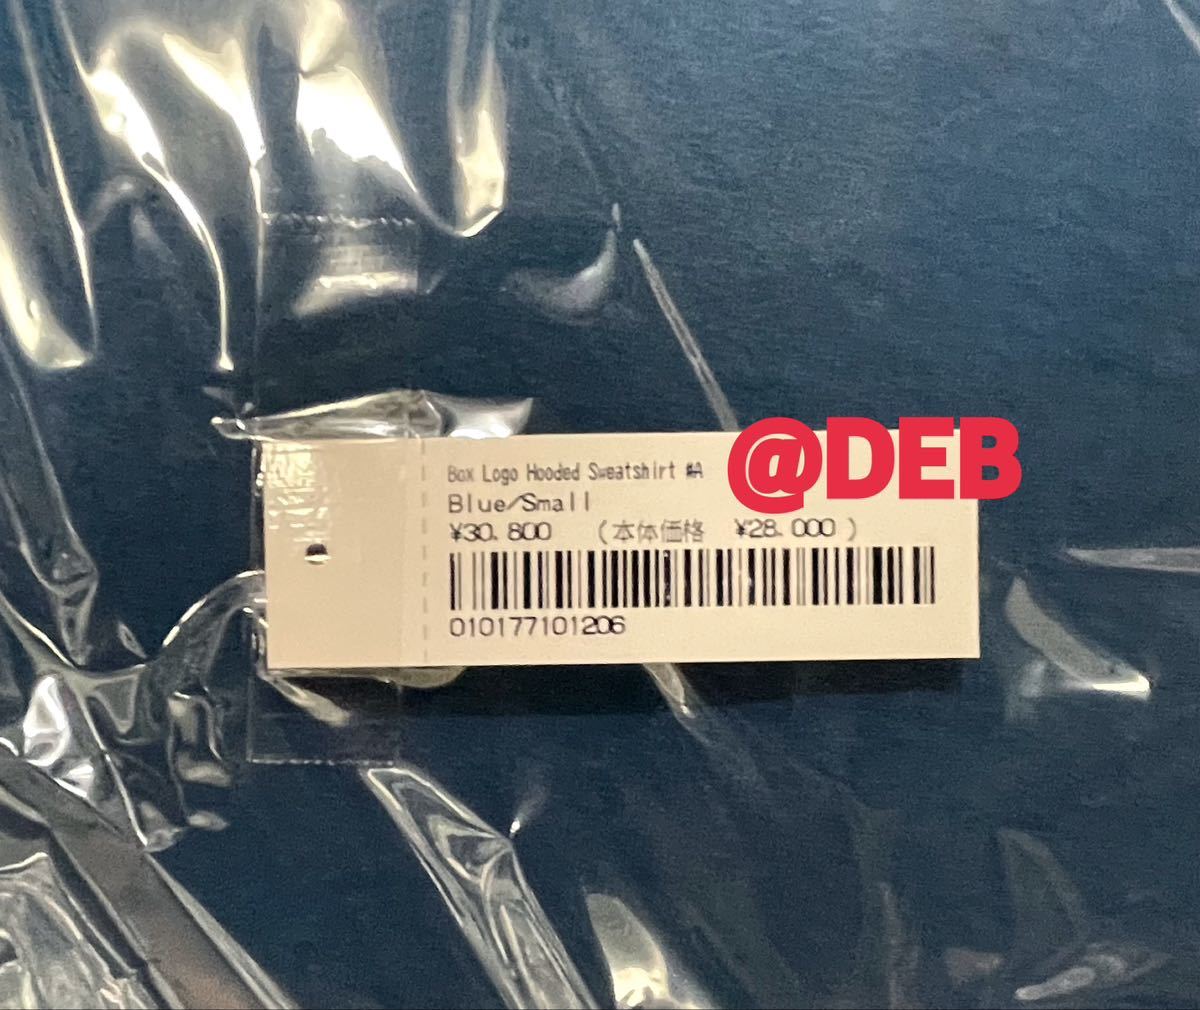 @DEB
Box Logo Hooded Sweatshirt #A
Blue/Small
¥30,800 (本体価格 ¥28,000)
010177101206